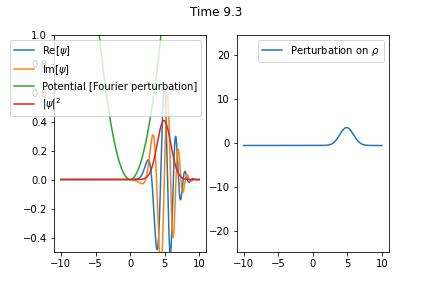 Time 9.3
Re[ψ]
Im[ψ]
Potential [Fourier perturbation]
|ψ|²
1.0
0.8
0.6
0.4
0.2
0.0
−0.2
−0.4
−10 −5 0 5 10
Perturbation on ρ
20
10
0
−10
−20
−10 −5 0 5 10